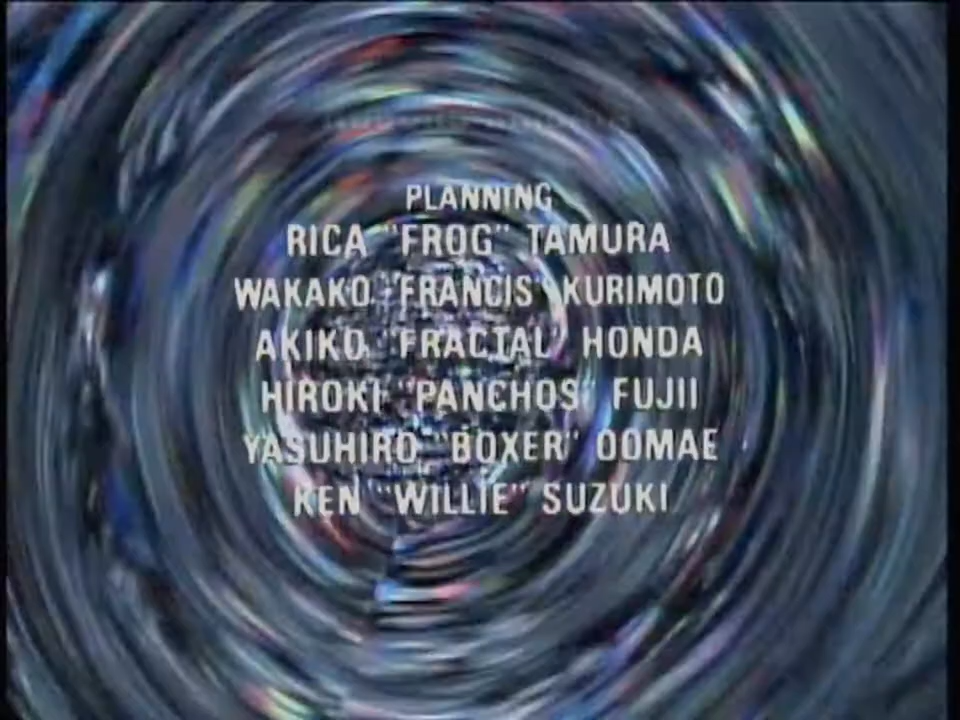 PLANNING
RICA "FROG" TAMURA
WAKAKO "FRANCIS" KURIMOTO
AKIKO "FRACTAL" HONDA
HIROKI "PANCHOS" FUJII
YASUHIRO "BOXER" OOMAE
KEN "WILLIE" SUZUKI